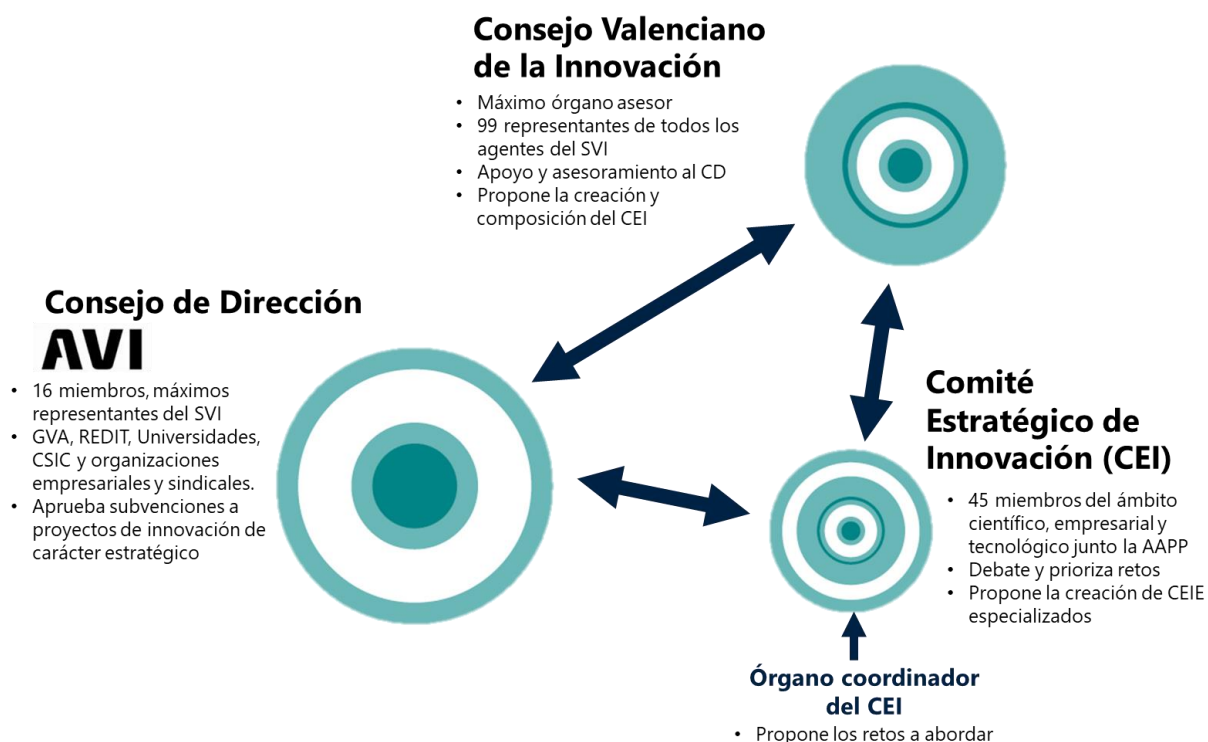 Consejo Valenciano
de la Innovación
• Máximo órgano asesor
• 99 representantes de todos los
agentes del SVI
• Apoyo y asesoramiento al CD
• Propone la creación y
composición del CEI
Consejo de Dirección
AVI
• 16 miembros, máximos
representantes del SVI
• GVA, REDIT, Universidades,
CSIC y organizaciones
empresariales y sindicales.
• Aprueba subvenciones a
proyectos de innovación de
carácter estratégico
Comité
Estratégico de
Innovación (CEI)
• 45 miembros del ámbito
científico, empresarial y
tecnológico junto la AAPP
• Debate y prioriza retos
• Propone la creación de CEIE
especializados
Órgano coordinador
del CEI
• Propone los retos a abordar